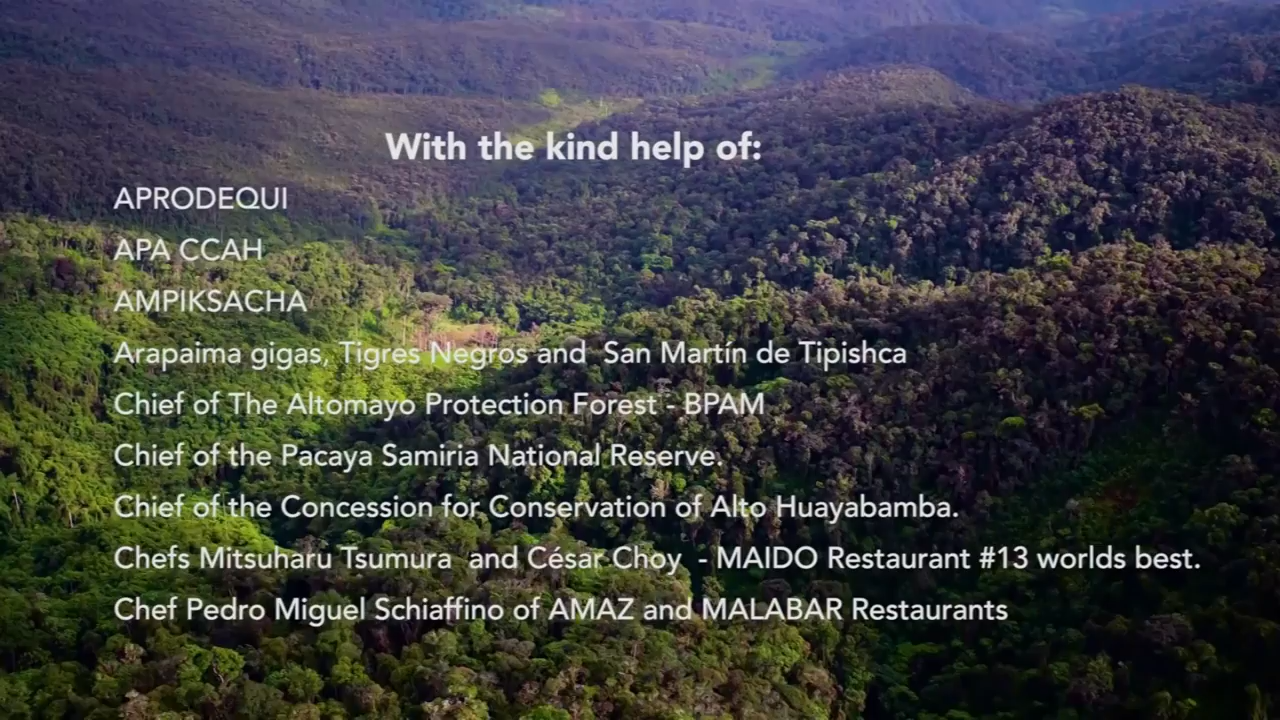 With the kind help of:
APRODEQUI
APA CCAH
AMPIKSACHA
Arapaima gigas, Tigres Negros and San Martín de Tipishca
Chief of The Altomayo Protection Forest - BPAM
Chief of the Pacaya Samiria National Reserve.
Chief of the Concession for Conservation of Alto Huayabamba.
Chefs Mitsuharu Tsumura and César Choy - MAIDO Restaurant #13 worlds best.
Chef Pedro Miguel Schiaffino of AMAZ and MALABAR Restaurants